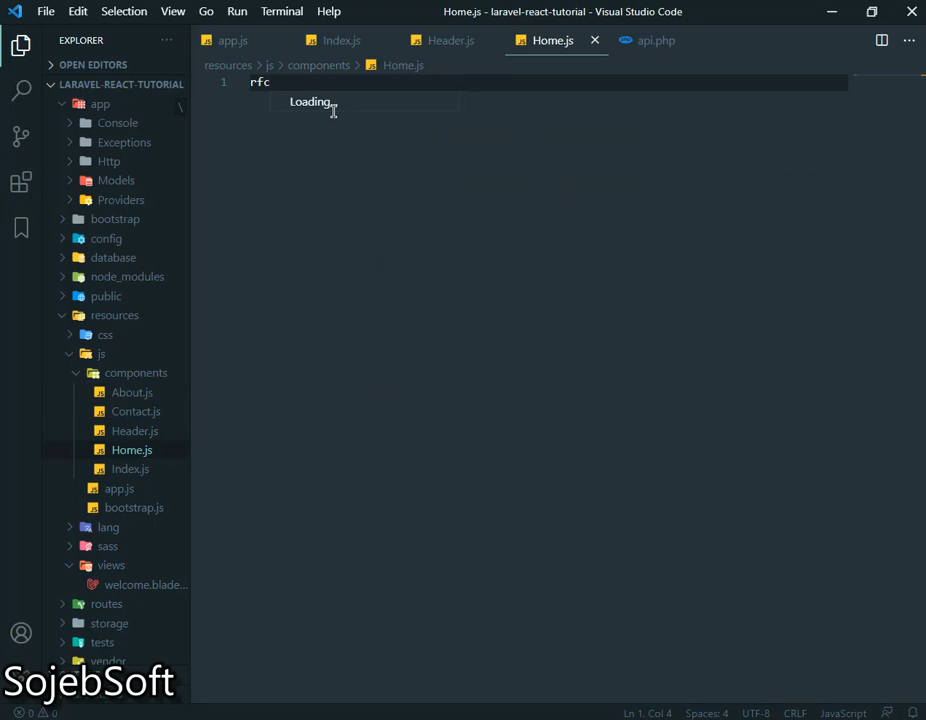 File Edit Selection View Go Run Terminal Help
Home.js - laravel-react-tutorial - Visual Studio Code
EXPLORER
app.js Index.js Header.js Home.js api.php
OPEN EDITORS
resources > js > components > Home.js
LARAVEL-REACT-TUTORIAL
1 rfc
Loading...
app
Console
Exceptions
Http
Models
Providers
bootstrap
config
database
node_modules
public
resources
css
js
components
About.js
Contact.js
Header.js
Home.js
Index.js
app.js
bootstrap.js
lang
sass
views
welcome.blade...
routes
storage
tests
vendor
SojebSoft
0 0
Ln 1, Col 4 Spaces: 4 UTF-8 CRLF JavaScript